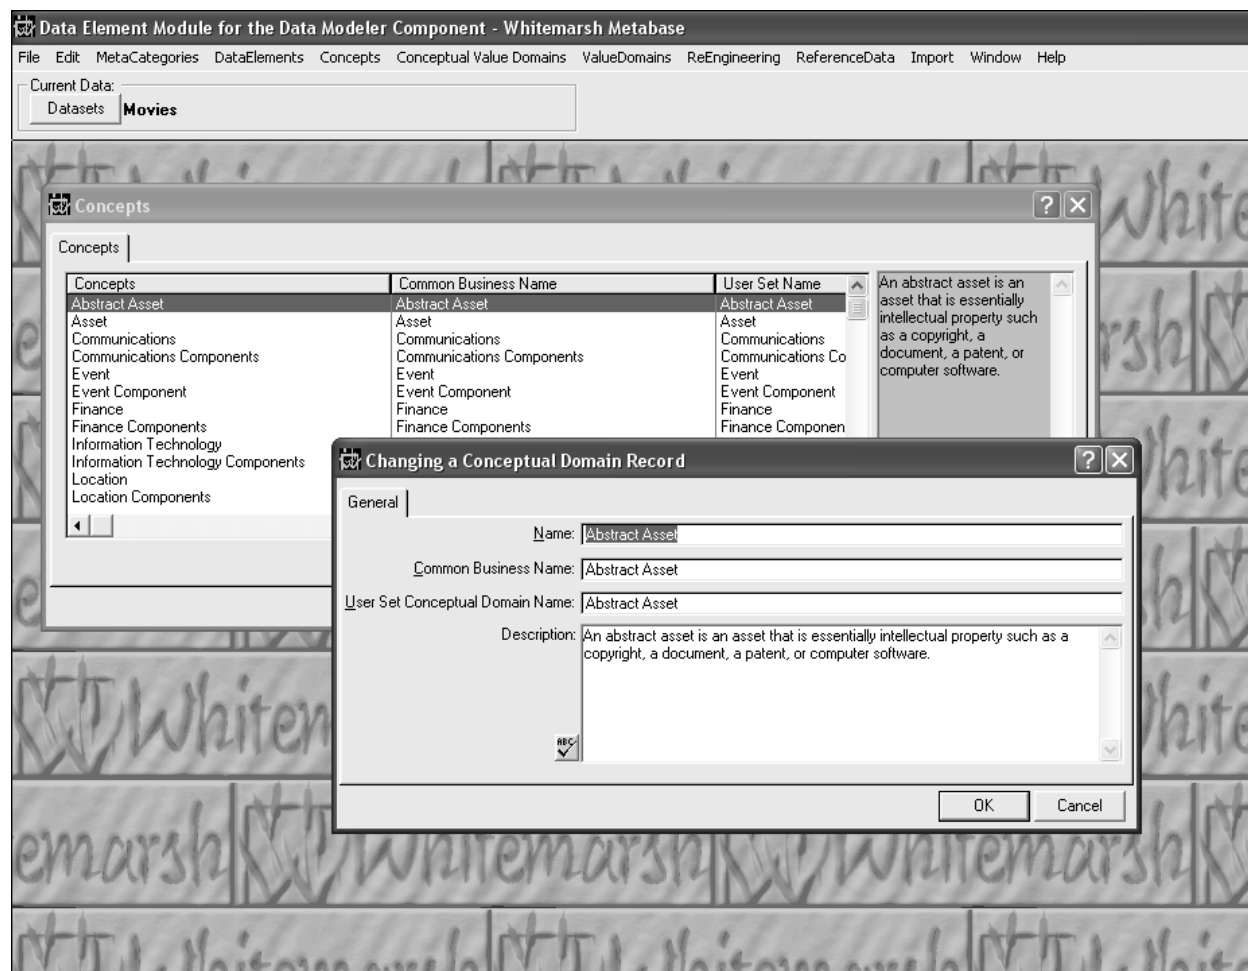 Data Element Module for the Data Modeler Component - Whitemarsh Metabase
File Edit MetaCategories DataElements Concepts Conceptual Value Domains ValueDomains ReEngineering ReferenceData Import Window Help
Current Data:
Datasets Movies
Concepts
Concepts
Concepts Common Business Name User Set Name
Abstract Asset Abstract Asset Abstract Asset
Asset Asset Asset
Communications Communications Communications
Communications Components Communications Components Communications Co
Event Event Event
Event Component Event Component Event Component
Finance Finance Finance
Finance Components Finance Components Finance Componen
Information Technology
Information Technology Components
Location
Location Components
An abstract asset is an
asset that is essentially
intellectual property such
as a copyright, a
document, a patent, or
computer software.
Changing a Conceptual Domain Record
General
Name: Abstract Asset
Common Business Name: Abstract Asset
User Set Conceptual Domain Name: Abstract Asset
Description: An abstract asset is an asset that is essentially intellectual property such as a
copyright, a document, a patent, or computer software.
ABC
OK Cancel
Whitemarsh